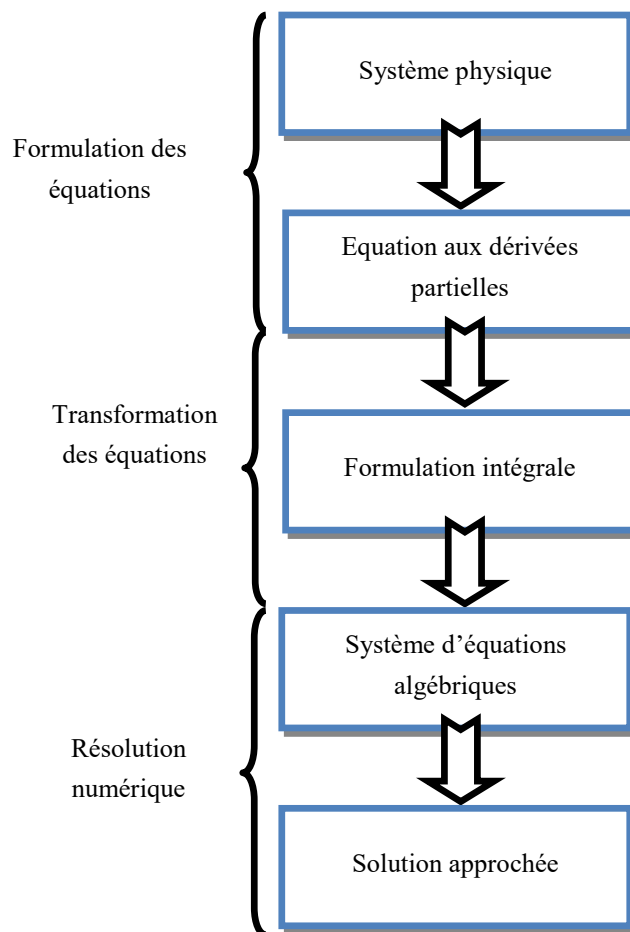 Système physique
Formulation des
équations
Equation aux dérivées
partielles
Transformation
des équations
Formulation intégrale
Système d’équations
algébriques
Résolution
numérique
Solution approchée